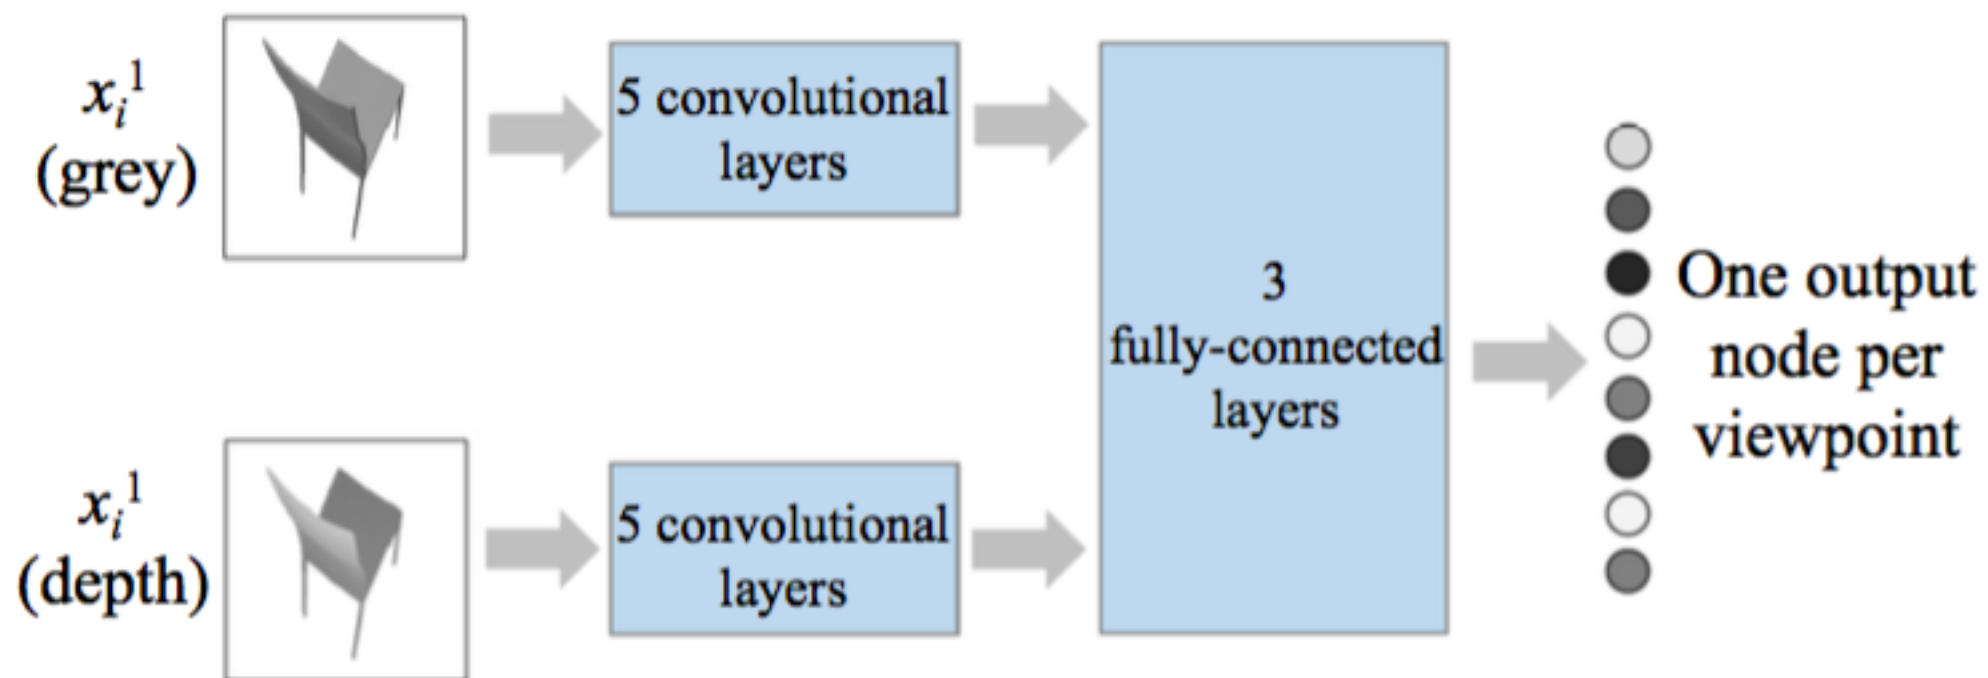 x_i^1
(grey)
5 convolutional
layers
3
fully-connected
layers
One output
node per
viewpoint
x_i^1
(depth)
5 convolutional
layers